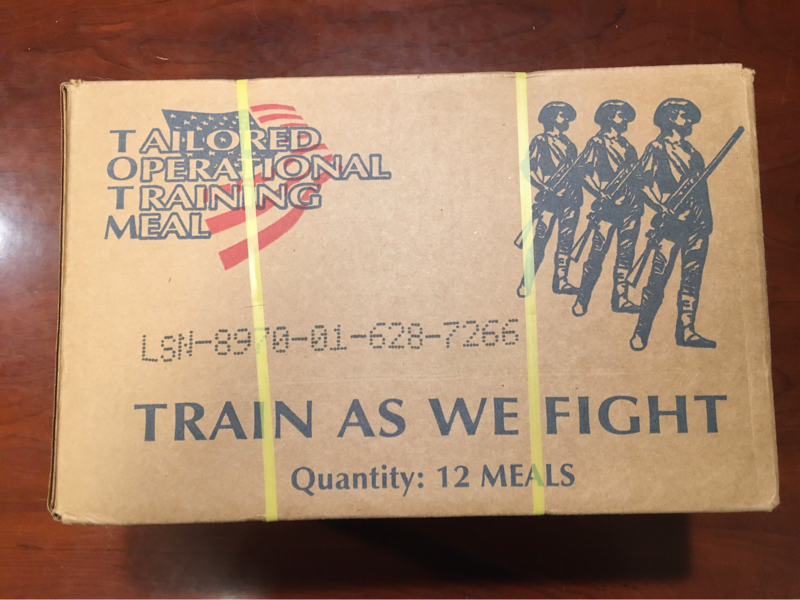 TAILORED
OPERATIONAL
TRAINING
MEAL
LSN-8970-01-628-7266
TRAIN AS WE FIGHT
Quantity: 12 MEALS